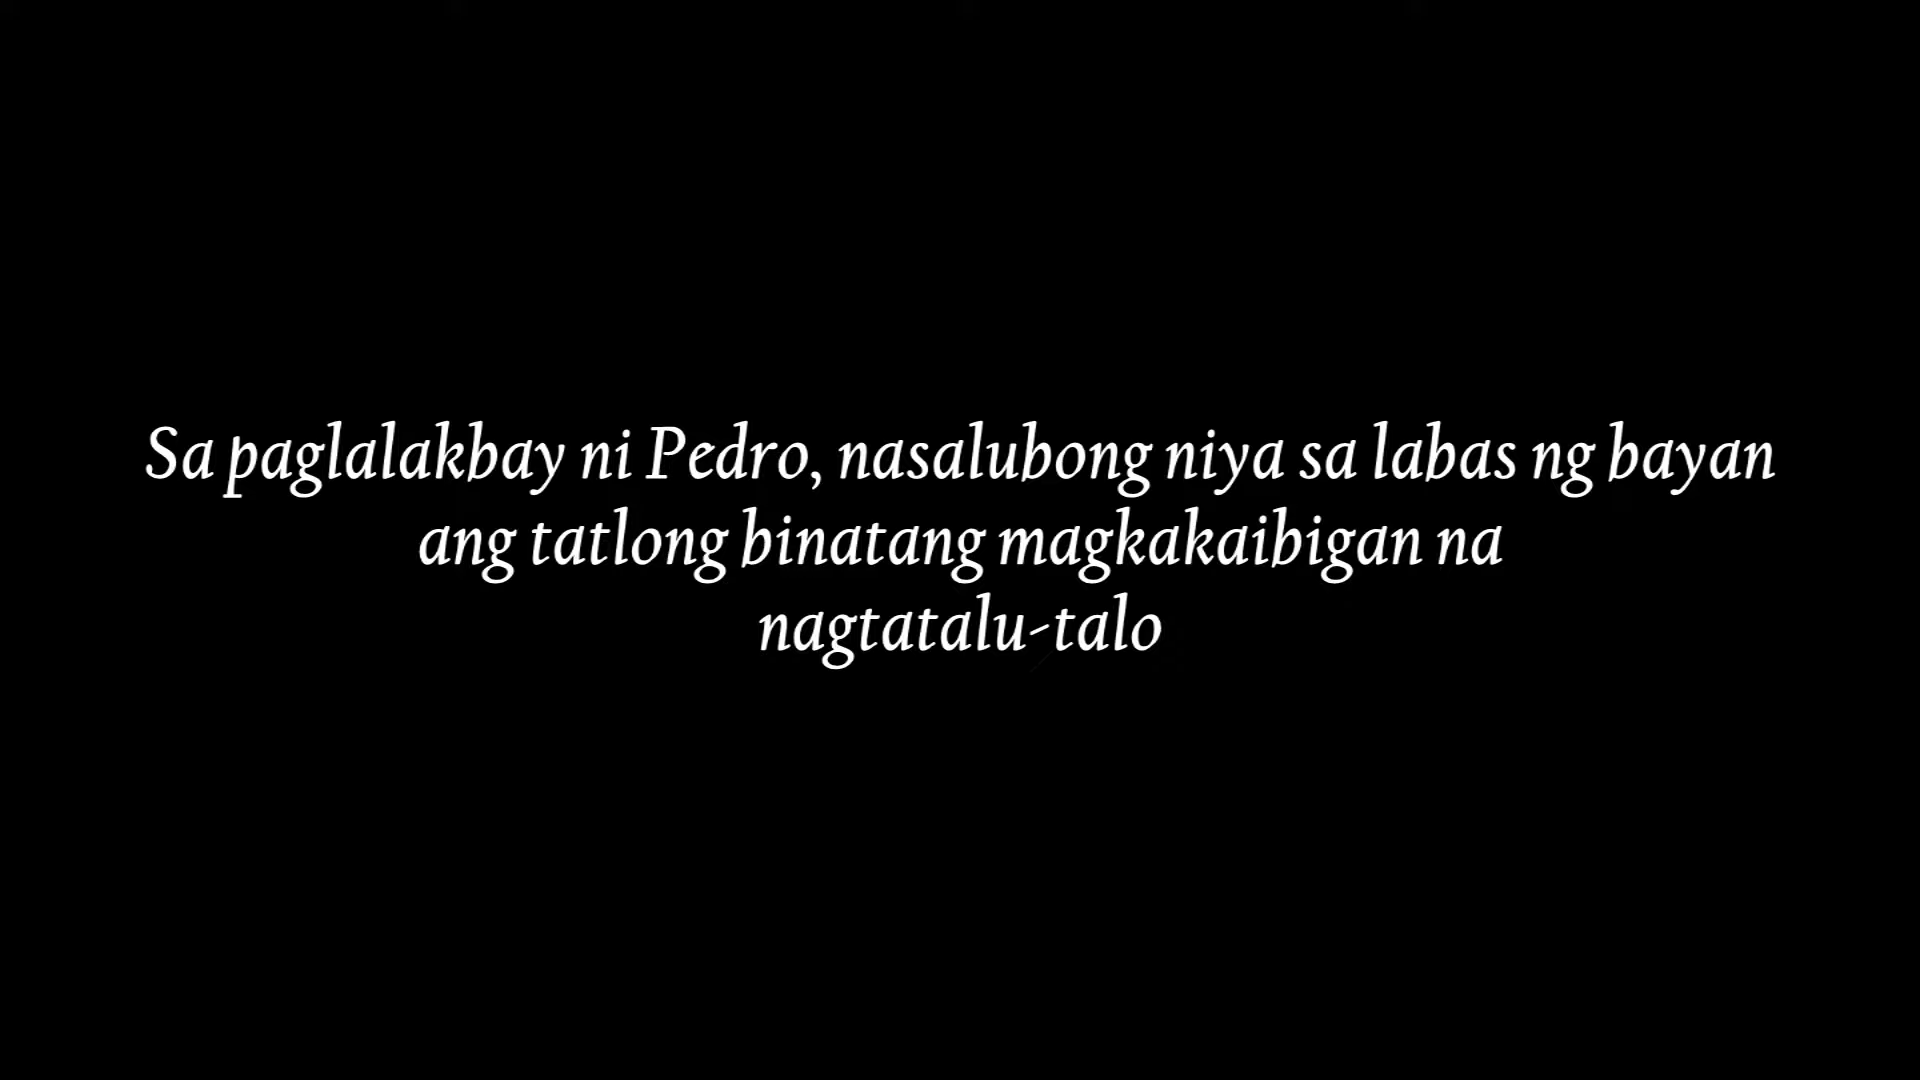 Sa paglalakbay ni Pedro, nasalubong niya sa labas ng bayan
ang tatlong binatang magkakaibigan na
nagtatalu-talo